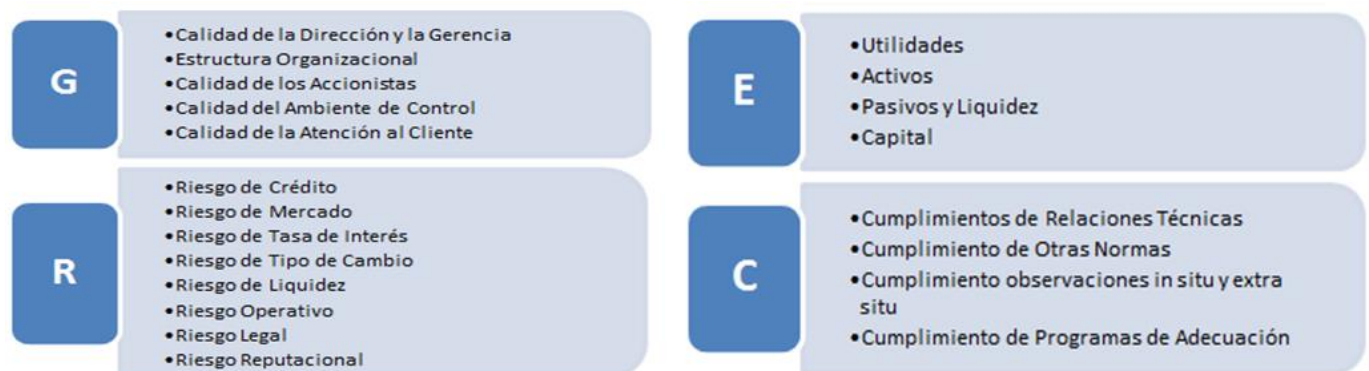 G
•Calidad de la Dirección y la Gerencia
•Estructura Organizacional
•Calidad de los Accionistas
•Calidad del Ambiente de Control
•Calidad de la Atención al Cliente
R
•Riesgo de Crédito
•Riesgo de Mercado
•Riesgo de Tasa de Interés
•Riesgo de Tipo de Cambio
•Riesgo de Liquidez
•Riesgo Operativo
•Riesgo Legal
•Riesgo Reputacional
E
•Utilidades
•Activos
•Pasivos y Liquidez
•Capital
C
•Cumplimientos de Relaciones Técnicas
•Cumplimiento de Otras Normas
•Cumplimiento observaciones in situ y extra
situ
•Cumplimiento de Programas de Adecuación